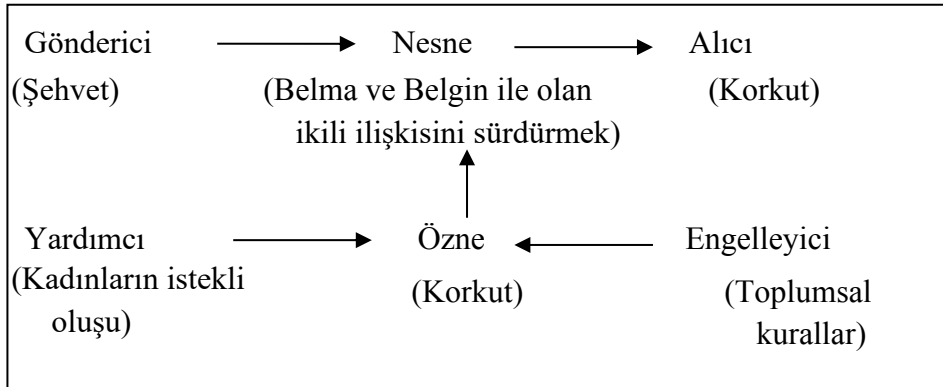 Gönderici Nesne Alıcı
(Şehvet) (Belma ve Belgin ile olan (Korkut)
ikili ilişkisini sürdürmek)
Yardımcı Özne Engelleyici
(Kadınların istekli (Korkut) (Toplumsal
oluşu) kurallar)